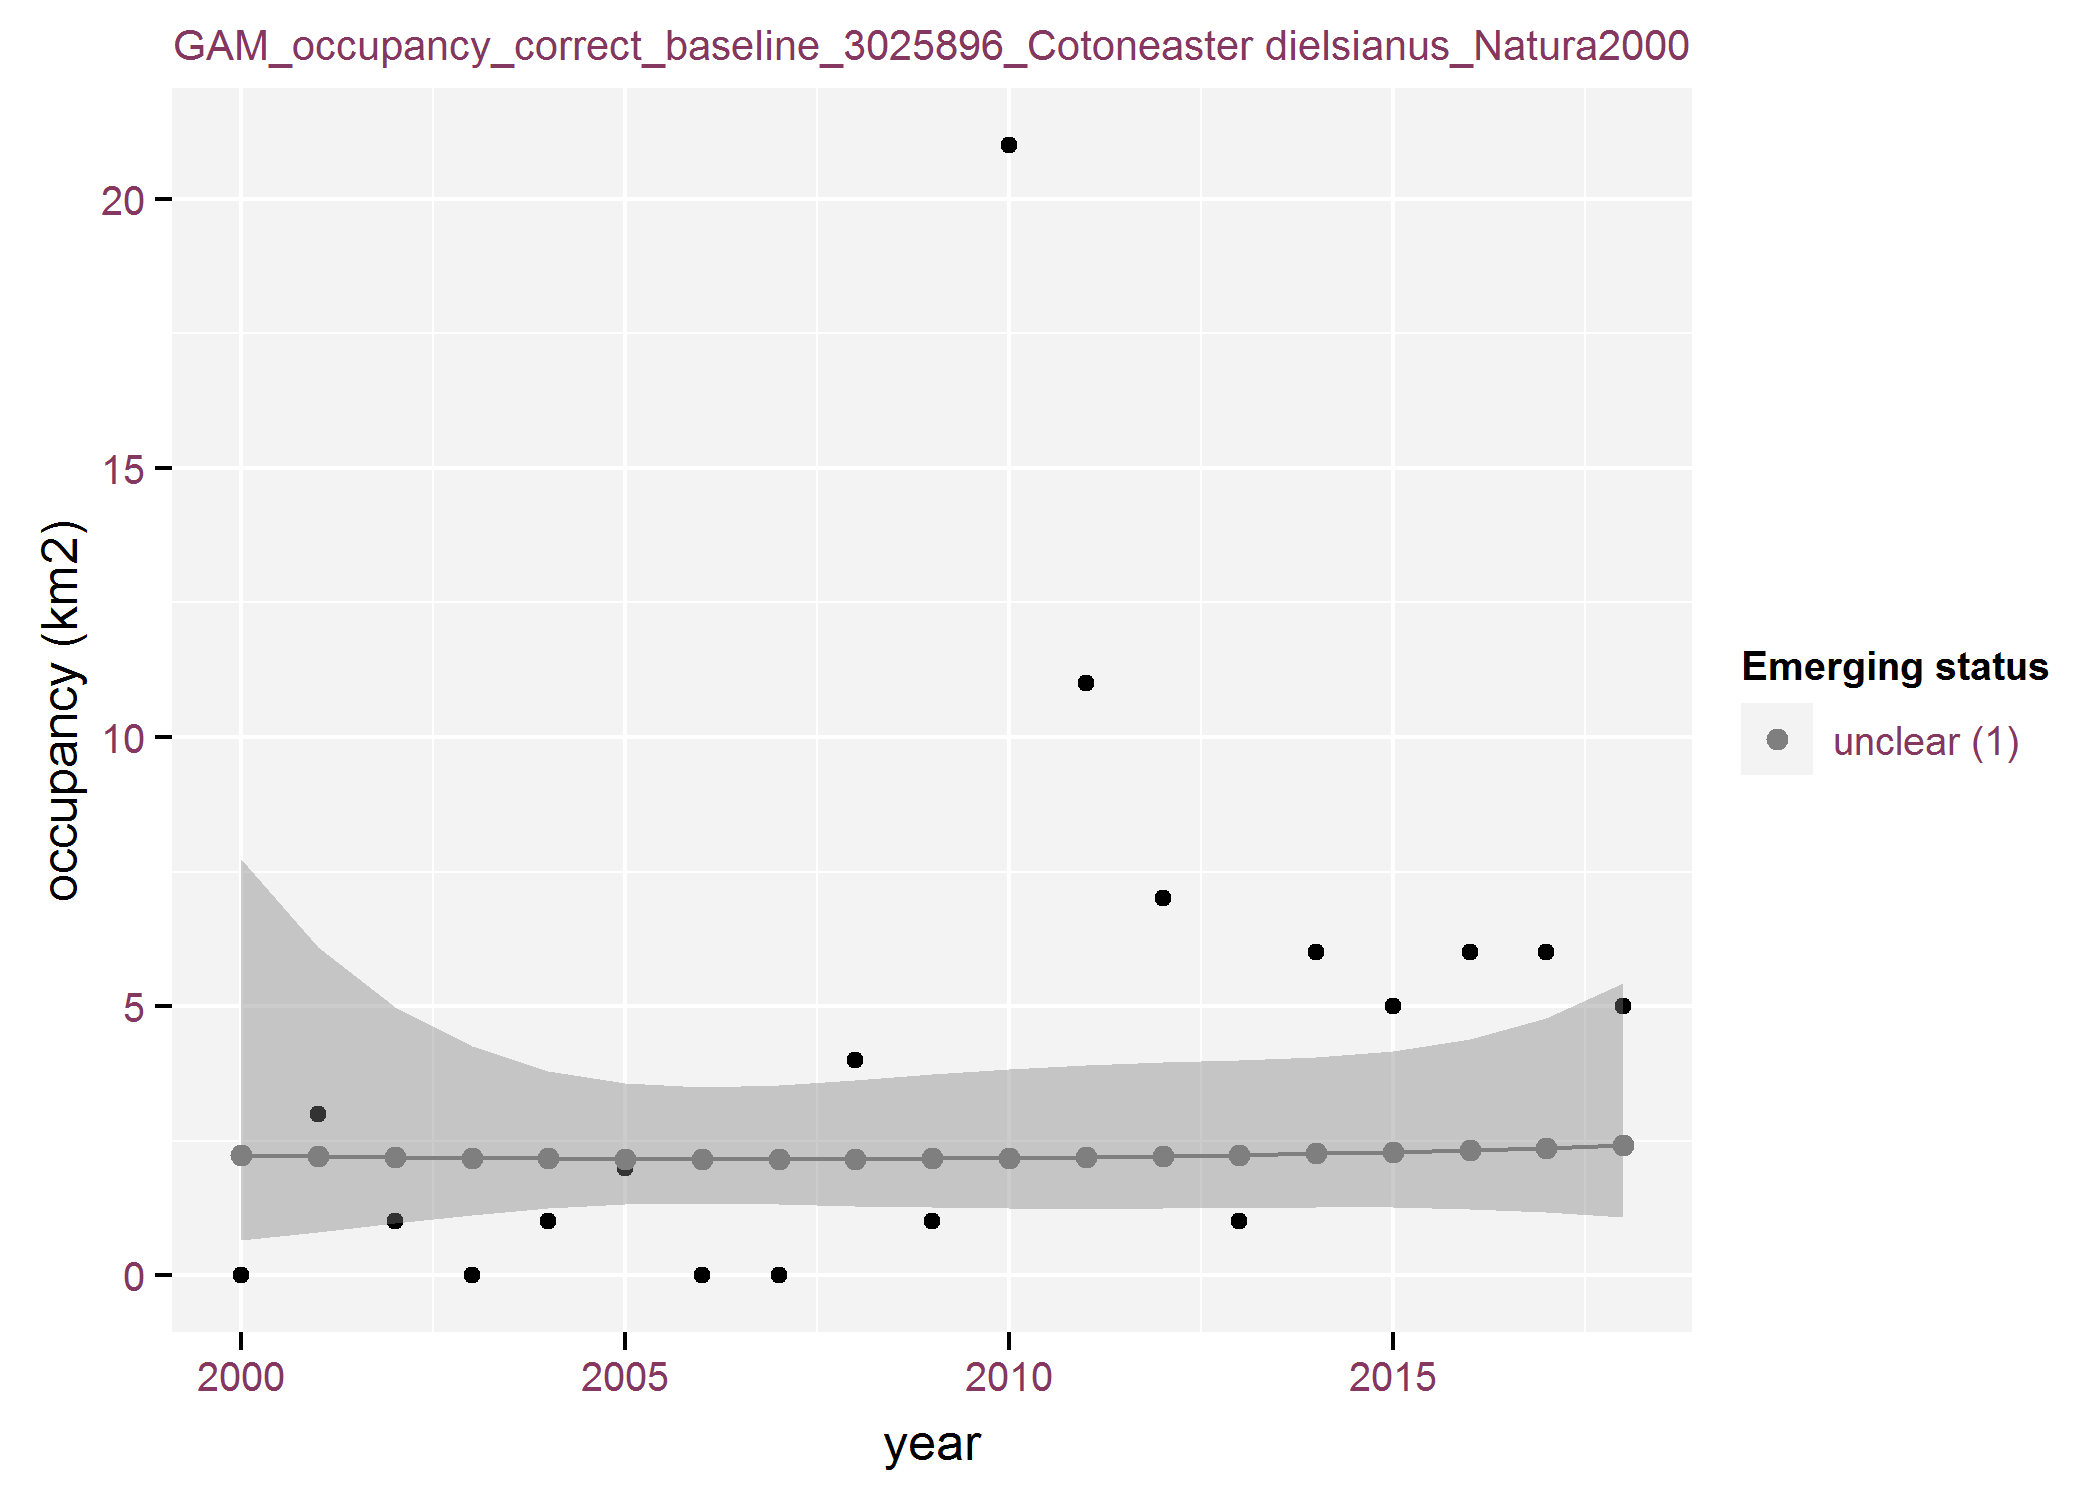 GAM_occupancy_correct_baseline_3025896_Cotoneaster dielsianus_Natura2000
20
15
10
5
0
occupancy (km2)
2000
2005
2010
2015
year
Emerging status
unclear (1)